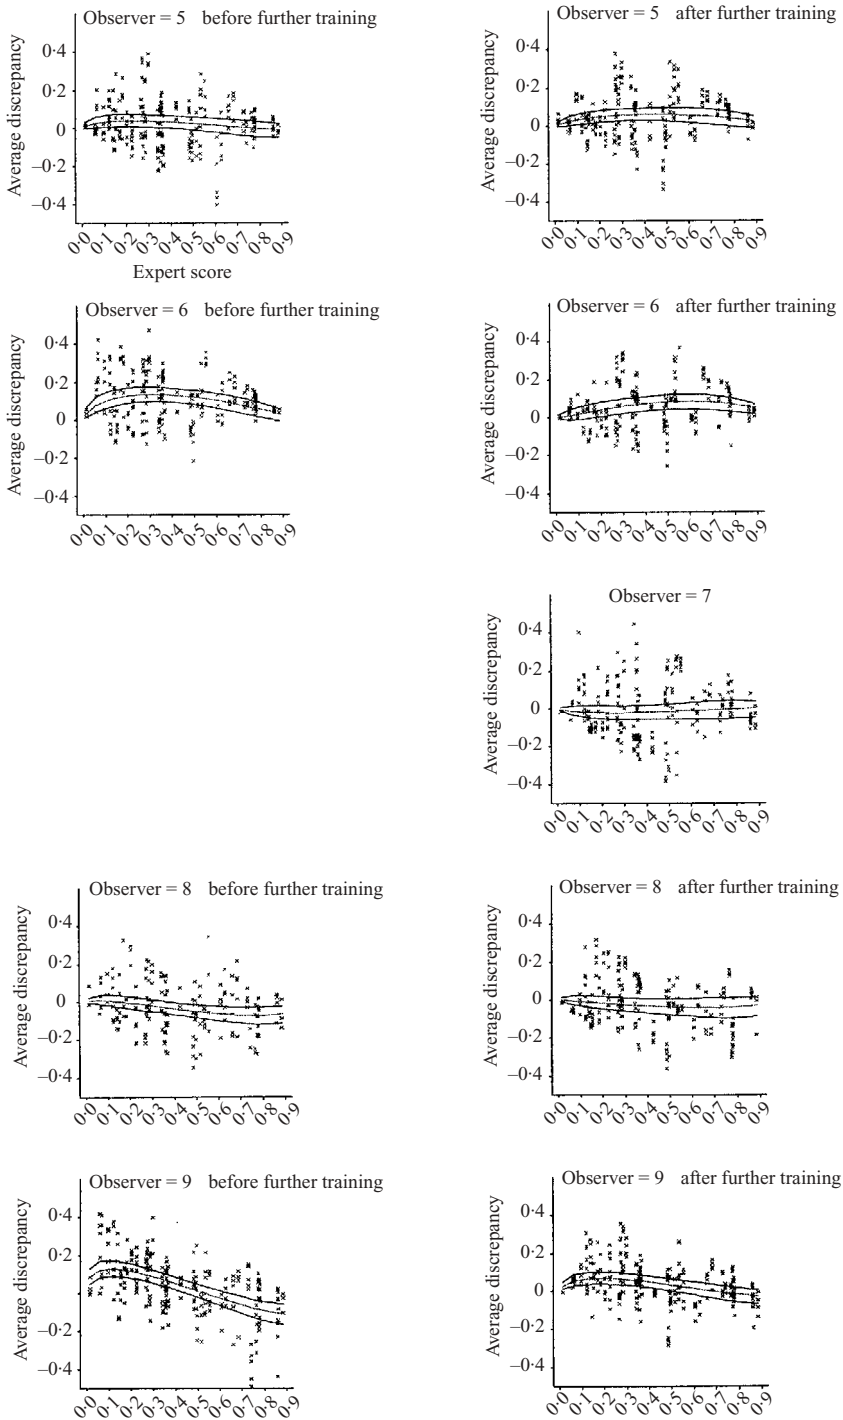 Observer = 5 before further training
Average discrepancy
0·4
0·2
0
–0·2
–0·4
0·0 0·1 0·2 0·3 0·4 0·5 0·6 0·7 0·8 0·9
Expert score
Observer = 5 after further training
Average discrepancy
0·4
0·2
0
–0·2
–0·4
0·0 0·1 0·2 0·3 0·4 0·5 0·6 0·7 0·8 0·9
Observer = 6 before further training
Average discrepancy
0·4
0·2
0
–0·2
–0·4
0·0 0·1 0·2 0·3 0·4 0·5 0·6 0·7 0·8 0·9
Observer = 6 after further training
Average discrepancy
0·4
0·2
0
–0·2
–0·4
0·0 0·1 0·2 0·3 0·4 0·5 0·6 0·7 0·8 0·9
Observer = 7
Average discrepancy
0·4
0·2
0
–0·2
–0·4
0·0 0·1 0·2 0·3 0·4 0·5 0·6 0·7 0·8 0·9
Observer = 8 before further training
Average discrepancy
0·4
0·2
0
–0·2
–0·4
0·0 0·1 0·2 0·3 0·4 0·5 0·6 0·7 0·8 0·9
Observer = 8 after further training
Average discrepancy
0·4
0·2
0
–0·2
–0·4
0·0 0·1 0·2 0·3 0·4 0·5 0·6 0·7 0·8 0·9
Observer = 9 before further training
Average discrepancy
0·4
0·2
–0·2
–0·4
0·0 0·1 0·2 0·3 0·4 0·5 0·6 0·7 0·8 0·9
Observer = 9 after further training
Average discrepancy
0·4
0·2
0
–0·2
–0·4
0·0 0·1 0·2 0·3 0·4 0·5 0·6 0·7 0·8 0·9